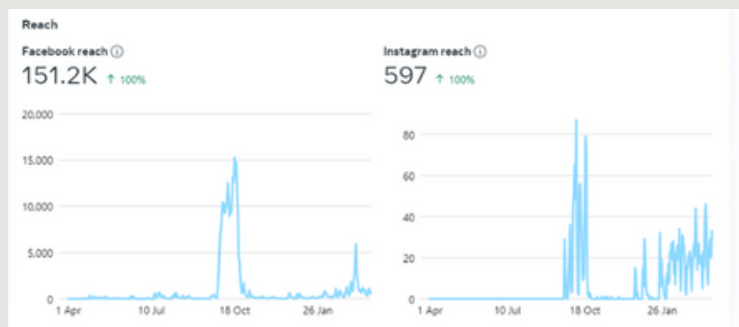 Reach
Facebook reach
151.2K ↑ 100%
20,000
15,000
10,000
5,000
0
1 Apr 10 Jul 18 Oct 26 Jan
Instagram reach
597 ↑ 100%
80
60
40
20
0
1 Apr 10 Jul 18 Oct 26 Jan